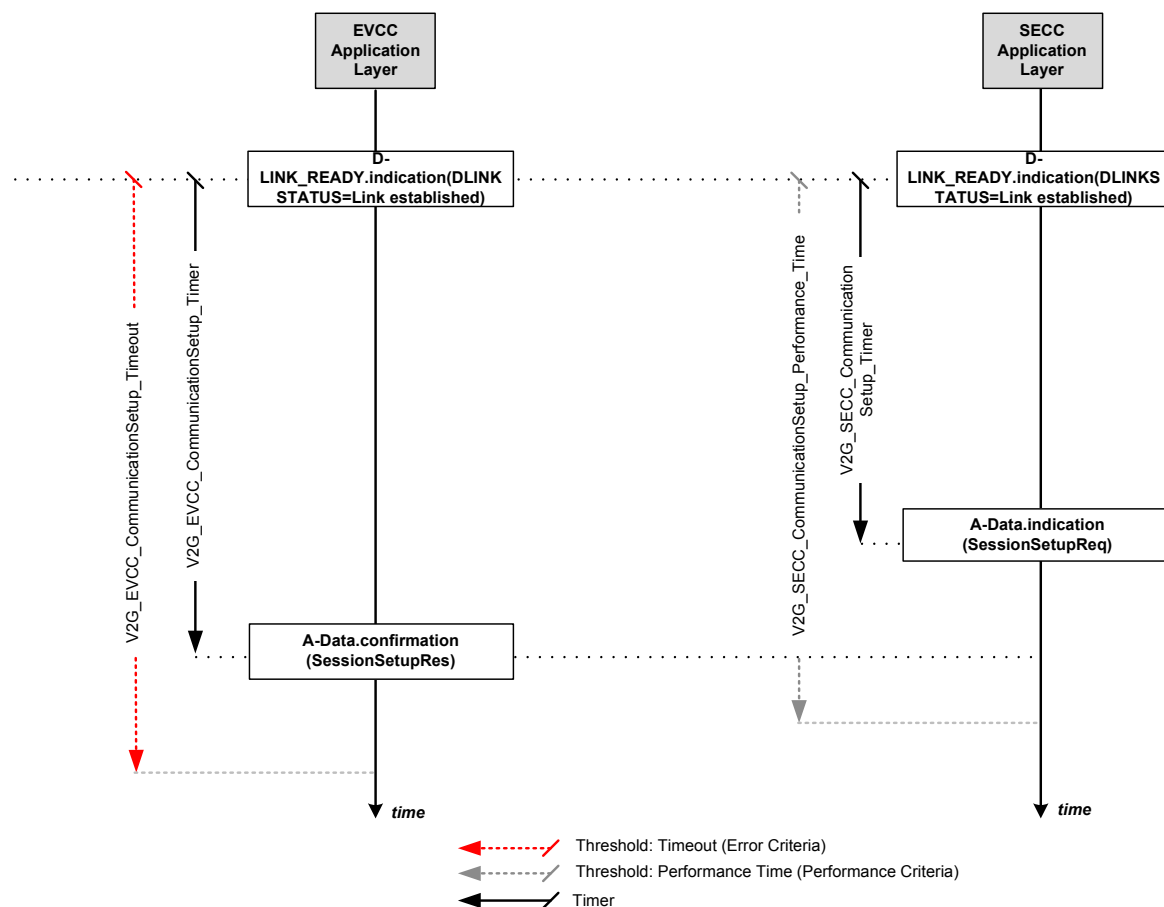 EVCC
Application
Layer
SECC
Application
Layer
D-
LINK_READY.indication(DLINK
STATUS=Link established)
D-
LINK_READY.indication(DLINKS
TATUS=Link established)
V2G_EVCC_CommunicationSetup_Timeout
V2G_EVCC_CommunicationSetup_Timer
V2G_SECC_CommunicationSetup_Performance_Time
V2G_SECC_Communication
Setup_Timer
A-Data.indication
(SessionSetupReq)
A-Data.confirmation
(SessionSetupRes)
time
time
Threshold: Timeout (Error Criteria)
Threshold: Performance Time (Performance Criteria)
Timer